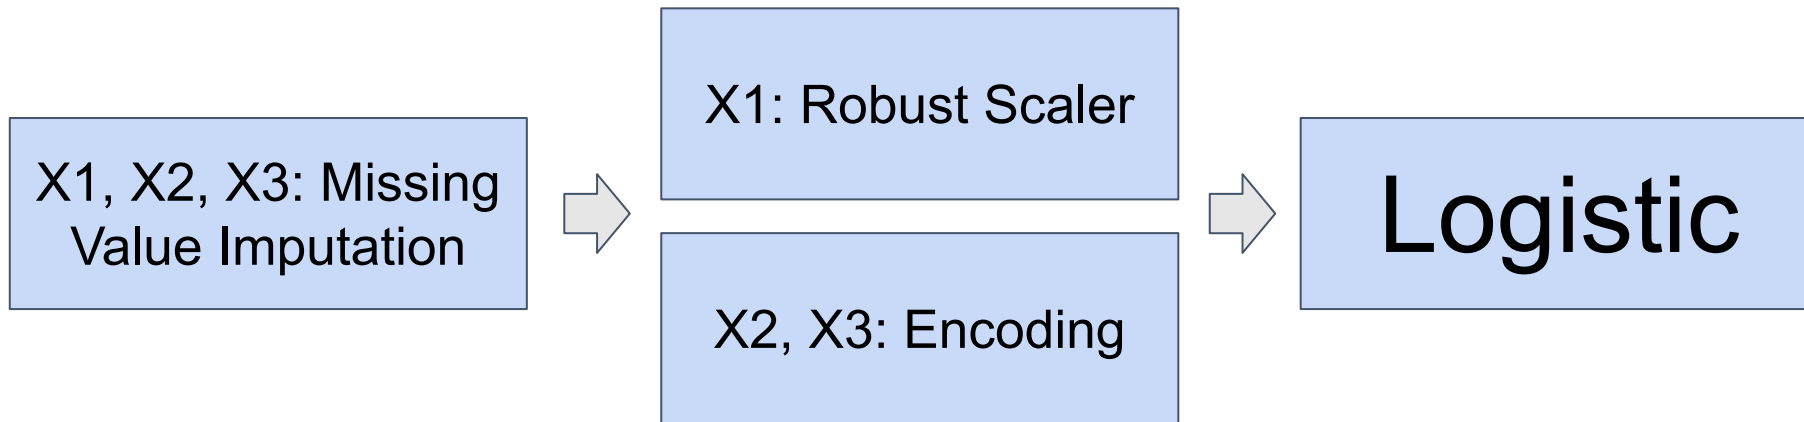 X1, X2, X3: Missing
Value Imputation
X1: Robust Scaler
X2, X3: Encoding
Logistic